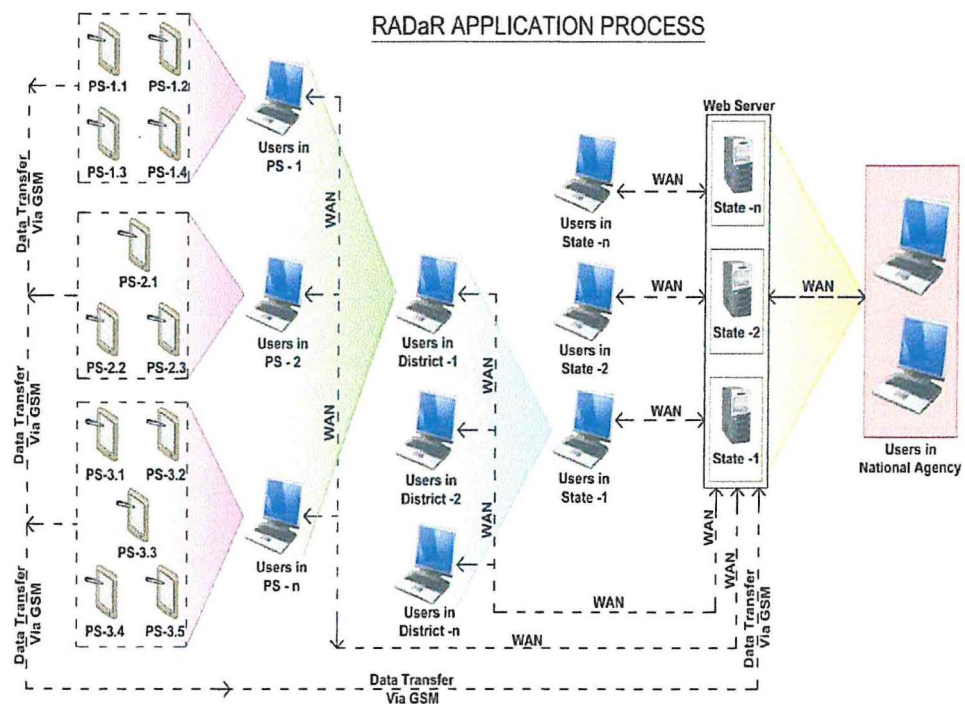 RADaR APPLICATION PROCESS
PS-1.1
PS-1.2
PS-1.3
PS-1.4
Users in
PS - 1
Data Transfer
Via GSM
PS-2.1
PS-2.2
PS-2.3
Users in
PS - 2
Data Transfer
Via GSM
PS-3.1
PS-3.2
PS-3.3
PS-3.4
PS-3.5
Users in
PS - n
Data Transfer
Via GSM
Data Transfer
Via GSM
WAN
WAN
Users in
District -1
Users in
District -2
Users in
District -n
WAN
WAN
Users in
State -n
Users in
State -2
Users in
State -1
WAN
WAN
WAN
Web Server
State -n
State -2
State -1
WAN
Users in
National Agency
WAN
WAN
WAN
WAN
Data Transfer
Via GSM
Data Transfer
Via GSM